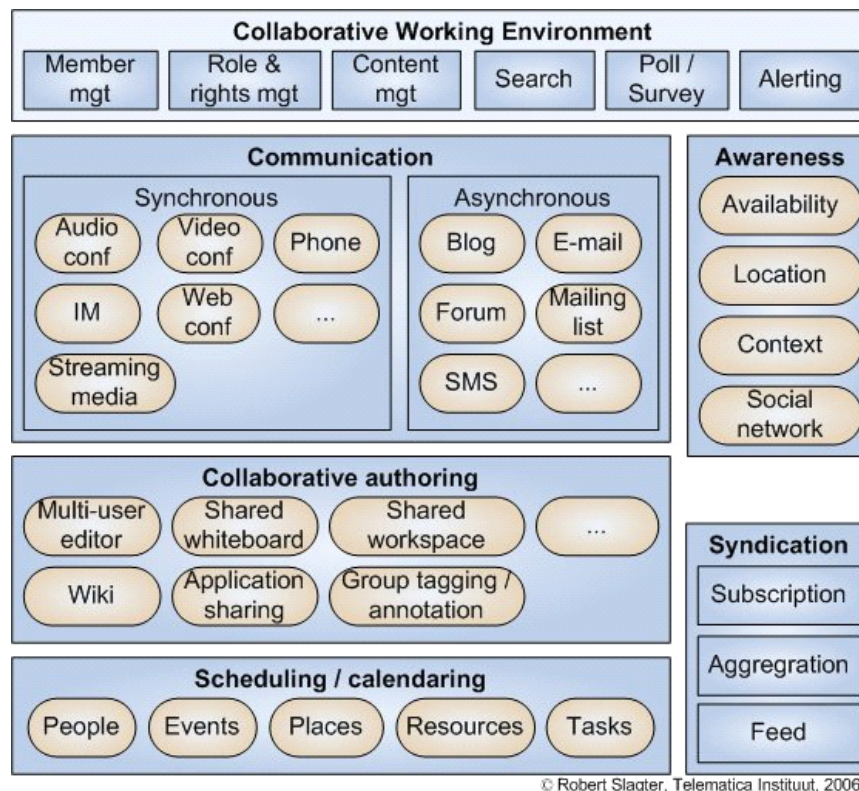 Collaborative Working Environment
Member
mgt
Role &
rights mgt
Content
mgt
Search
Poll /
Survey
Alerting
Communication
Synchronous
Audio
conf
Video
conf
Phone
IM
Web
conf
...
Streaming
media
Asynchronous
Blog
E-mail
Forum
Mailing
list
SMS
...
Awareness
Availability
Location
Context
Social
network
Collaborative authoring
Multi-user
editor
Shared
whiteboard
Shared
workspace
...
Wiki
Application
sharing
Group tagging /
annotation
Syndication
Subscription
Aggregration
Feed
Scheduling / calendaring
People
Events
Places
Resources
Tasks
© Robert Slagter, Telematica Instituut, 2006